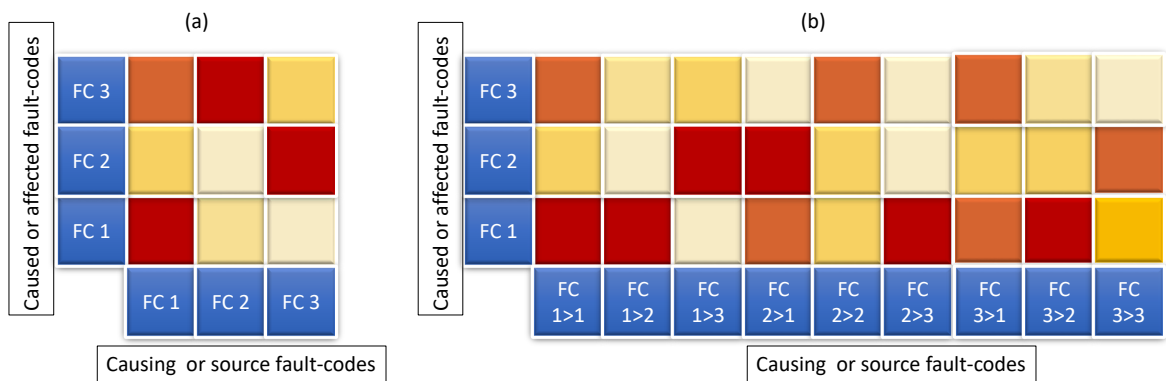 (a)
Caused or affected fault-codes
FC 3
FC 2
FC 1
FC 1
FC 2
FC 3
Causing or source fault-codes
(b)
Caused or affected fault-codes
FC 3
FC 2
FC 1
FC
1>1
FC
1>2
FC
1>3
FC
2>1
FC
2>2
FC
2>3
FC
3>1
FC
3>2
FC
3>3
Causing or source fault-codes